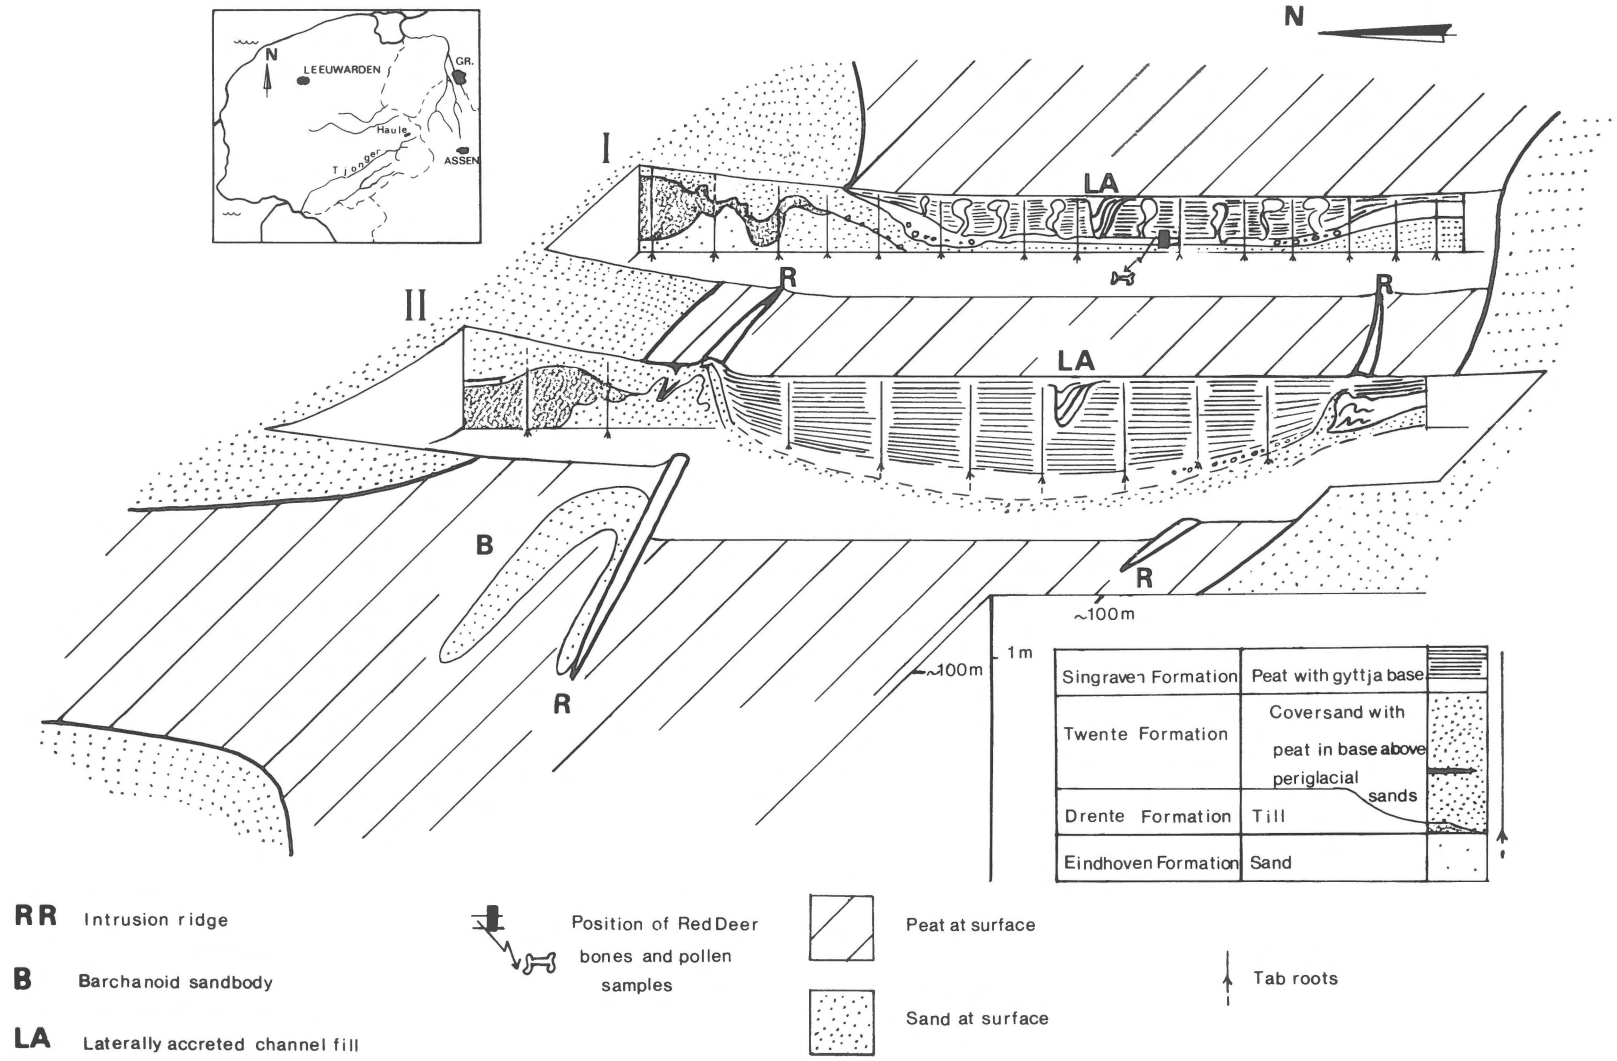 N
N
LEEUWARDEN
GR.
Haule
Tjonger
ASSEN
I
LA
R
R
II
LA
B
R
R
~100m
1m
~100m
Singraven Formation Peat with gyttja base
Twente Formation Coversand with
peat in base above
periglacial
sands
Drente Formation Till
Eindhoven Formation Sand
RR Intrusion ridge
B Barchanoid sandbody
LA Laterally accreted channel fill
Position of Red Deer
bones and pollen
samples
Peat at surface
Sand at surface
Tab roots